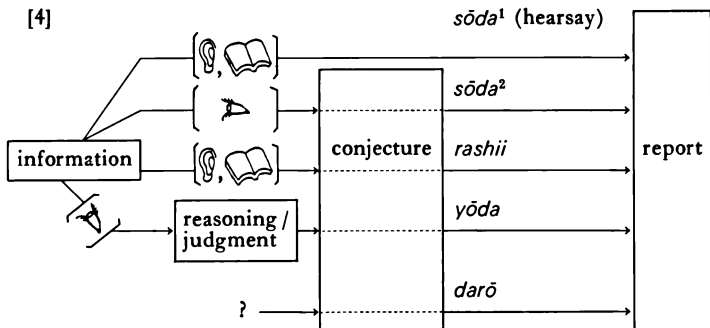 [4]
sōda¹ (hearsay)
sōda²
information
conjecture
rashii
report
reasoning /
judgment
yōda
darō
?